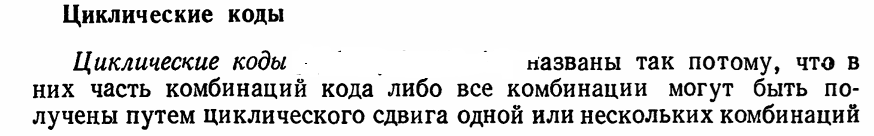 Циклические коды
Циклические коды названы так потому, что в
них часть комбинаций кода либо все комбинации могут быть по-
лучены путем циклического сдвига одной или нескольких комбинаций